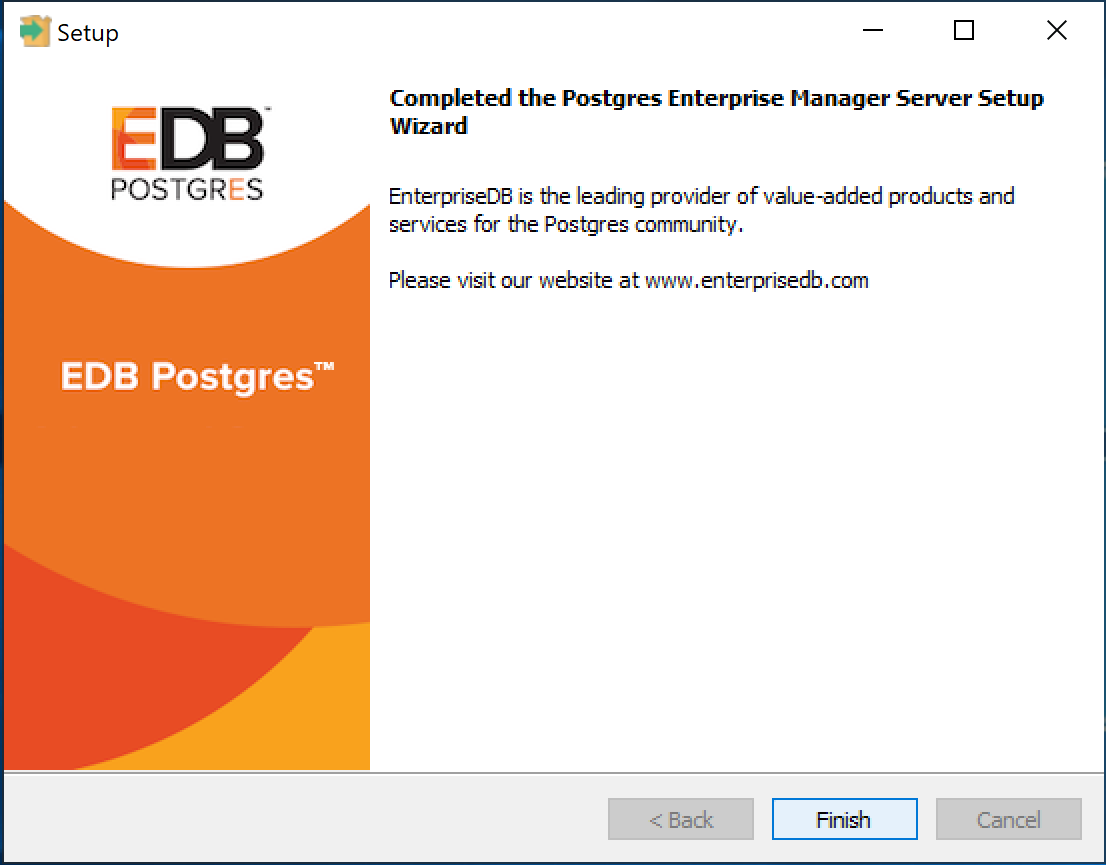 Setup
EDB™
POSTGRES
EDB Postgres™
Completed the Postgres Enterprise Manager Server Setup
Wizard
EnterpriseDB is the leading provider of value-added products and
services for the Postgres community.
Please visit our website at www.enterprisedb.com
< Back
Finish
Cancel